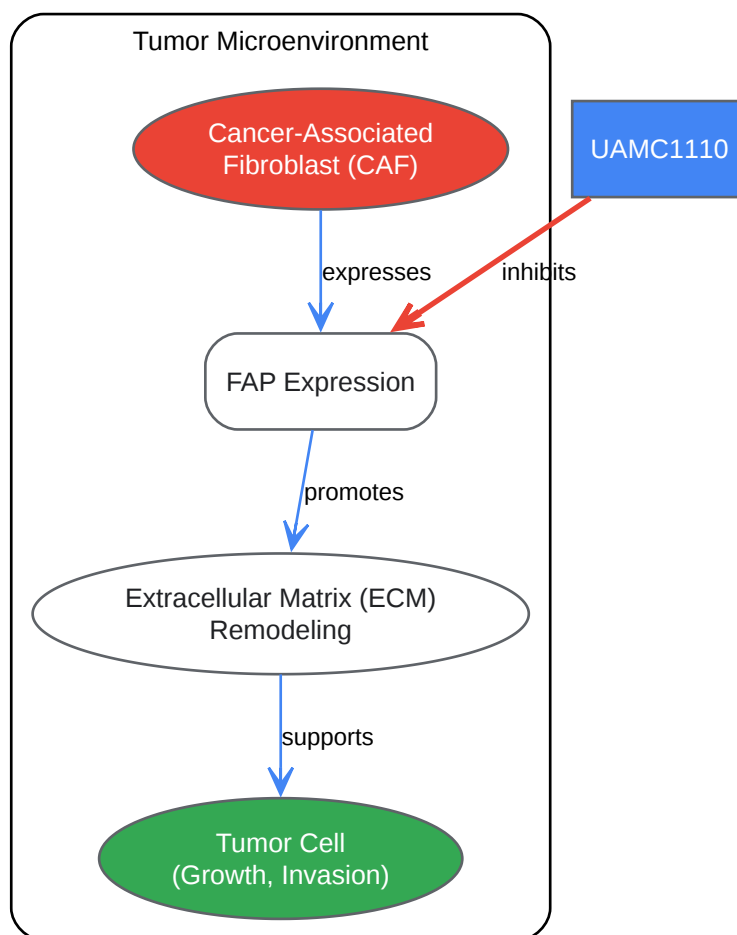 Tumor Microenvironment
Cancer-Associated
Fibroblast (CAF)
UAMC1110
expresses
inhibits
FAP Expression
promotes
Extracellular Matrix (ECM)
Remodeling
supports
Tumor Cell
(Growth, Invasion)